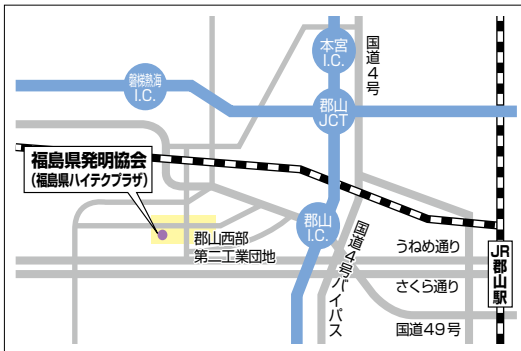 本宮
I.C.
国道4号
磐梯熱海
I.C.
郡山
JCT
福島県発明協会
（福島県ハイテクプラザ）
郡山
I.C.
郡山西部
第二工業団地
国道4号バイパス
うねめ通り
さくら通り
国道49号
JR郡山駅